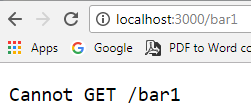 localhost:3000/bar1
Apps Google PDF to Word co
Cannot GET /bar1